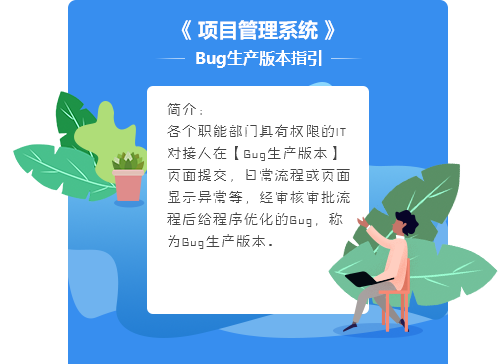 《 项目管理系统 》
Bug生产版本指引
简介：
各个职能部门具有权限的IT
对接人在【Bug生产版本】
页面提交，日常流程或页面
显示异常等，经审核审批流
程后给程序优化的Bug，称
为Bug生产版本。